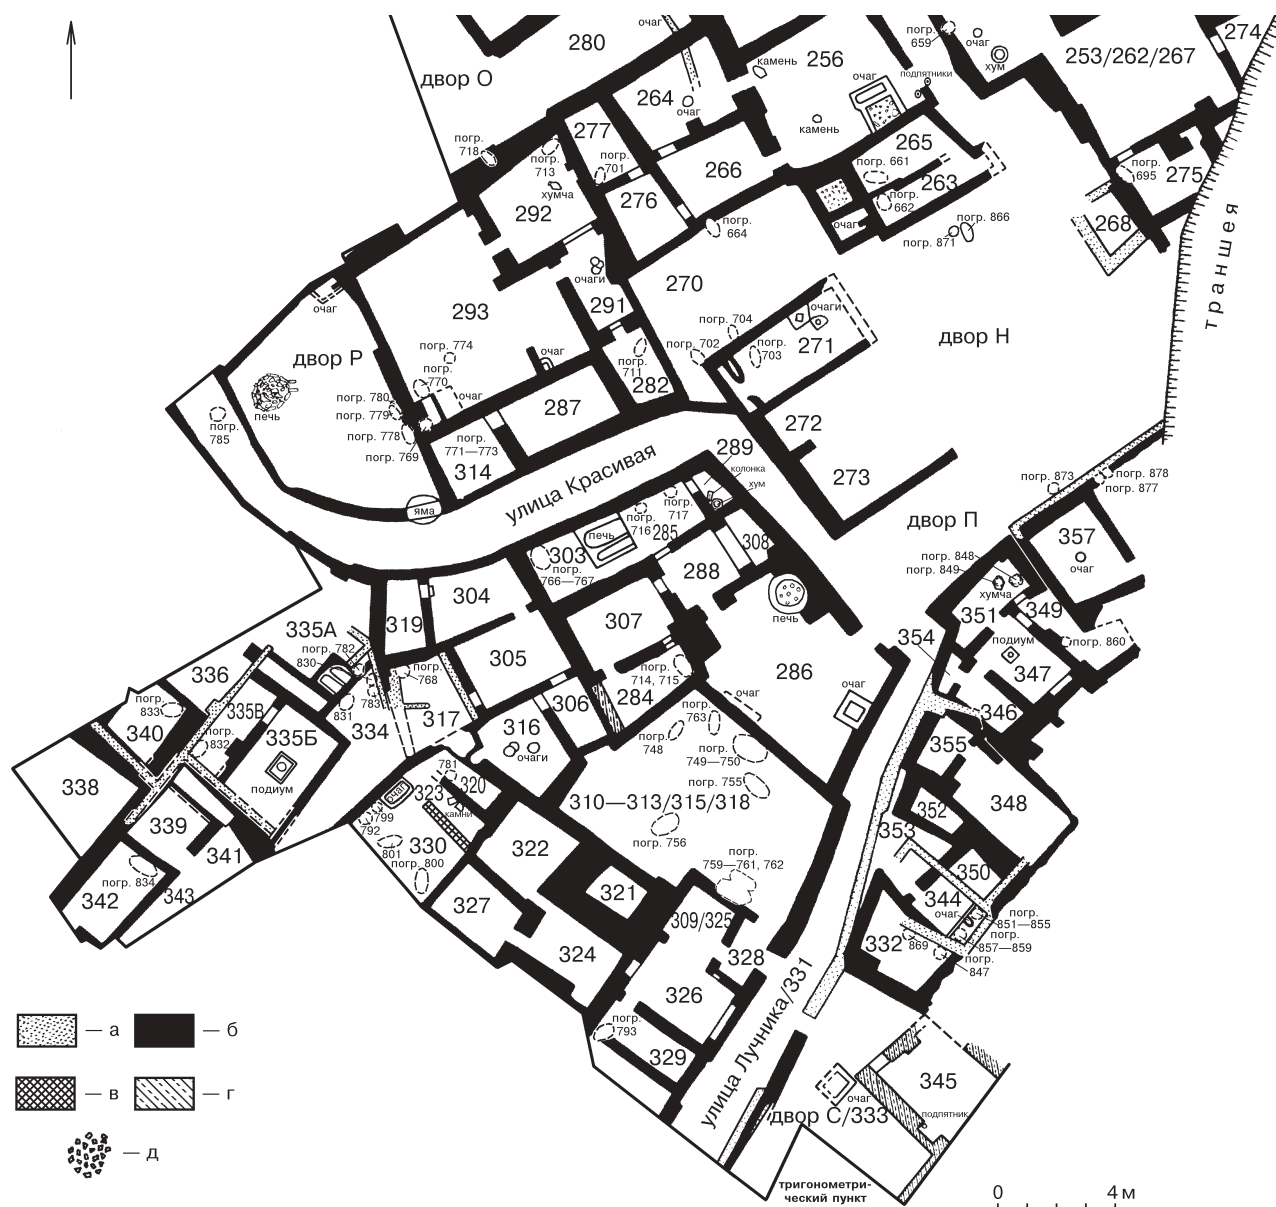 очаг
280
256
погр.
659
очаг
хум
253/262/267
274
двор О
камень
очаг
подпятники
264
очаг
277
камень
265
погр.
718
погр.
713
погр.
701
266
погр. 661
263
погр.
695
275
хумча
292
276
погр.
662
погр.
664
очаг
погр. 866
погр. 871
268
траншея
очаги
270
291
293
очаг
очаги
погр. 704
271
двор Н
двор Р
погр. 774
очаг
погр. 702
погр.
703
погр.
711
282
погр.
770
очаг
печь
погр. 780
погр. 779
погр. 778
погр. 769
287
272
погр.
785
погр.
771—773
314
289
колонка
хум
273
улица Красивая
погр. 873
погр. 878
погр. 877
яма
погр.
717
погр.
716
285
печь
двор П
357
очаг
303
погр.
766—767
308
288
погр. 848
погр. 849
хумча
304
печь
351
349
319
307
354
335А
погр. 782
830
подиум
погр. 860
305
погр.
714, 715
286
347
336
погр.
768
очаг
погр.
833
335В
783
831
306
284
погр.
763
346
340
334
317
316
очаги
погр.
748
погр.
749—750
355
832
335Б
подиум
781
320
погр. 755
338
очаг
323
камни
310—313/315/318
348
352
339
799
792
353
801
330
погр. 756
341
погр. 800
322
погр.
759—761, 762
350
погр. 834
343
342
321
344
очаг
погр.
851—855
327
309/325
332
869
погр.
857—859
324
328
погр.
847
326
погр.
793
329
улица Лучника/331
345
очаг
подпятник
двор С/333
— а
— б
— в
— г
— д
тригонометри-
ческий пункт
0
4 м